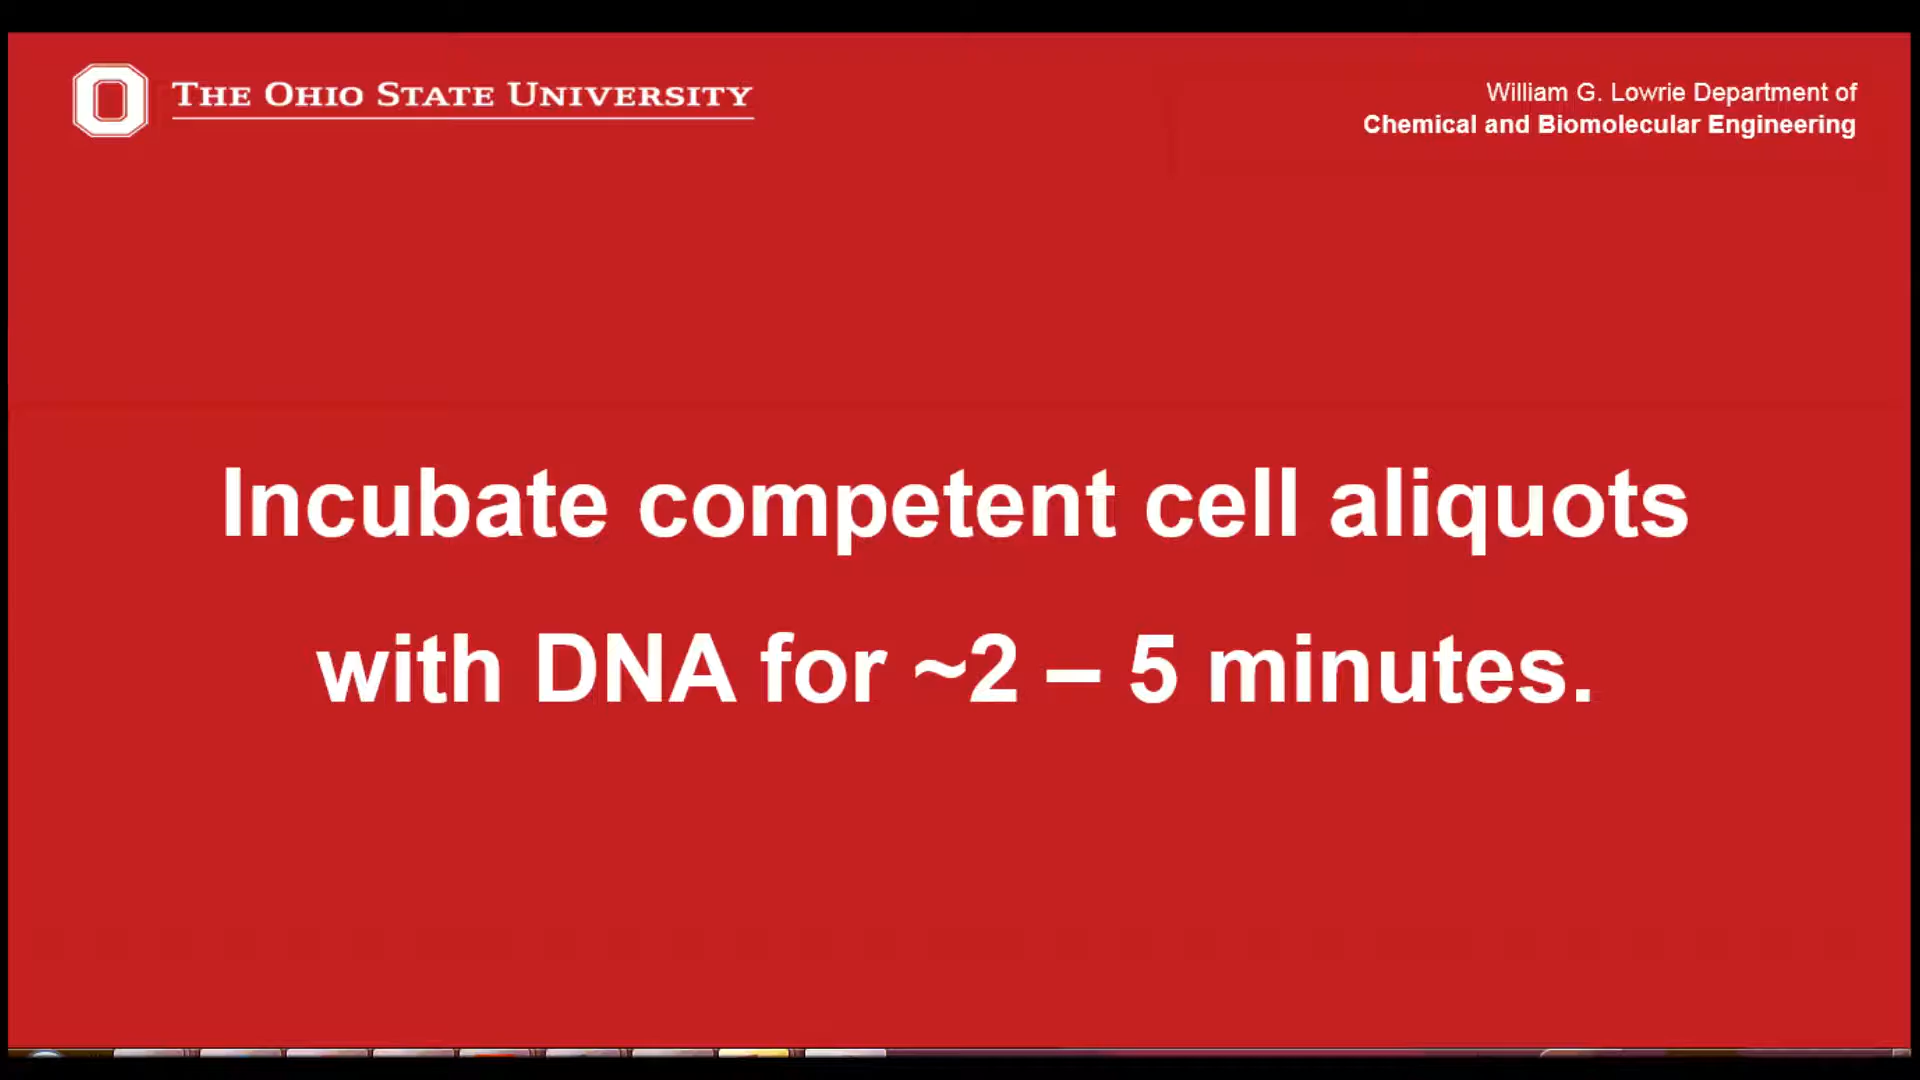 THE OHIO STATE UNIVERSITY
William G. Lowrie Department of
Chemical and Biomolecular Engineering
Incubate competent cell aliquots
with DNA for ~2 – 5 minutes.